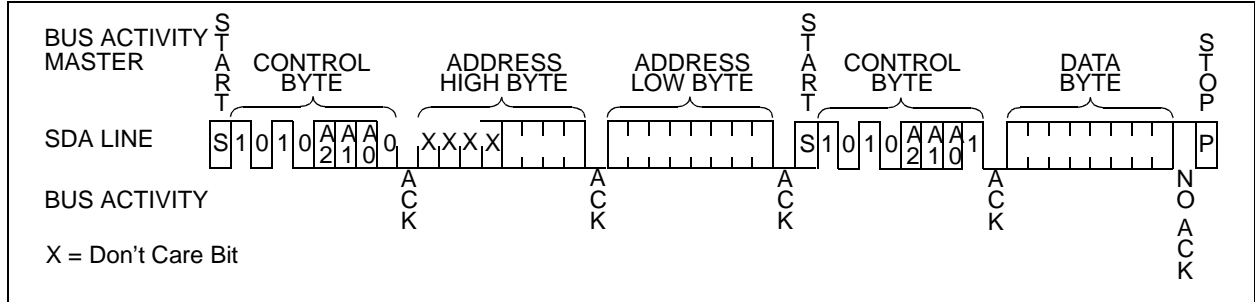 BUS ACTIVITY
MASTER
START
CONTROL
BYTE
ADDRESS
HIGH BYTE
ADDRESS
LOW BYTE
START
CONTROL
BYTE
DATA
BYTE
STOP
SDA LINE
S 1 0 1 0 A2 A1 A0 0 X X X X S 1 0 1 0 A2 A1 A0 1 P
BUS ACTIVITY
ACK
ACK
ACK
ACK
NO ACK
X = Don't Care Bit